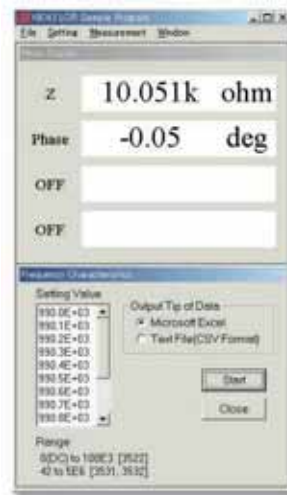 Sample Program
File Setting Measurement Window
Z 10.051k ohm
Phase -0.05 deg
OFF
OFF
Frequency Characteristics
Setting Value
990.0E+03
990.1E+03
990.2E+03
990.3E+03
990.4E+03
990.5E+03
990.6E+03
990.7E+03
990.8E+03
Output Tip of Data
Microsoft Excel
Text File(CSV Format)
Start
Close
Range
0(DC) to 100E3 [3522]
42 to 5E6 [3531, 3532]